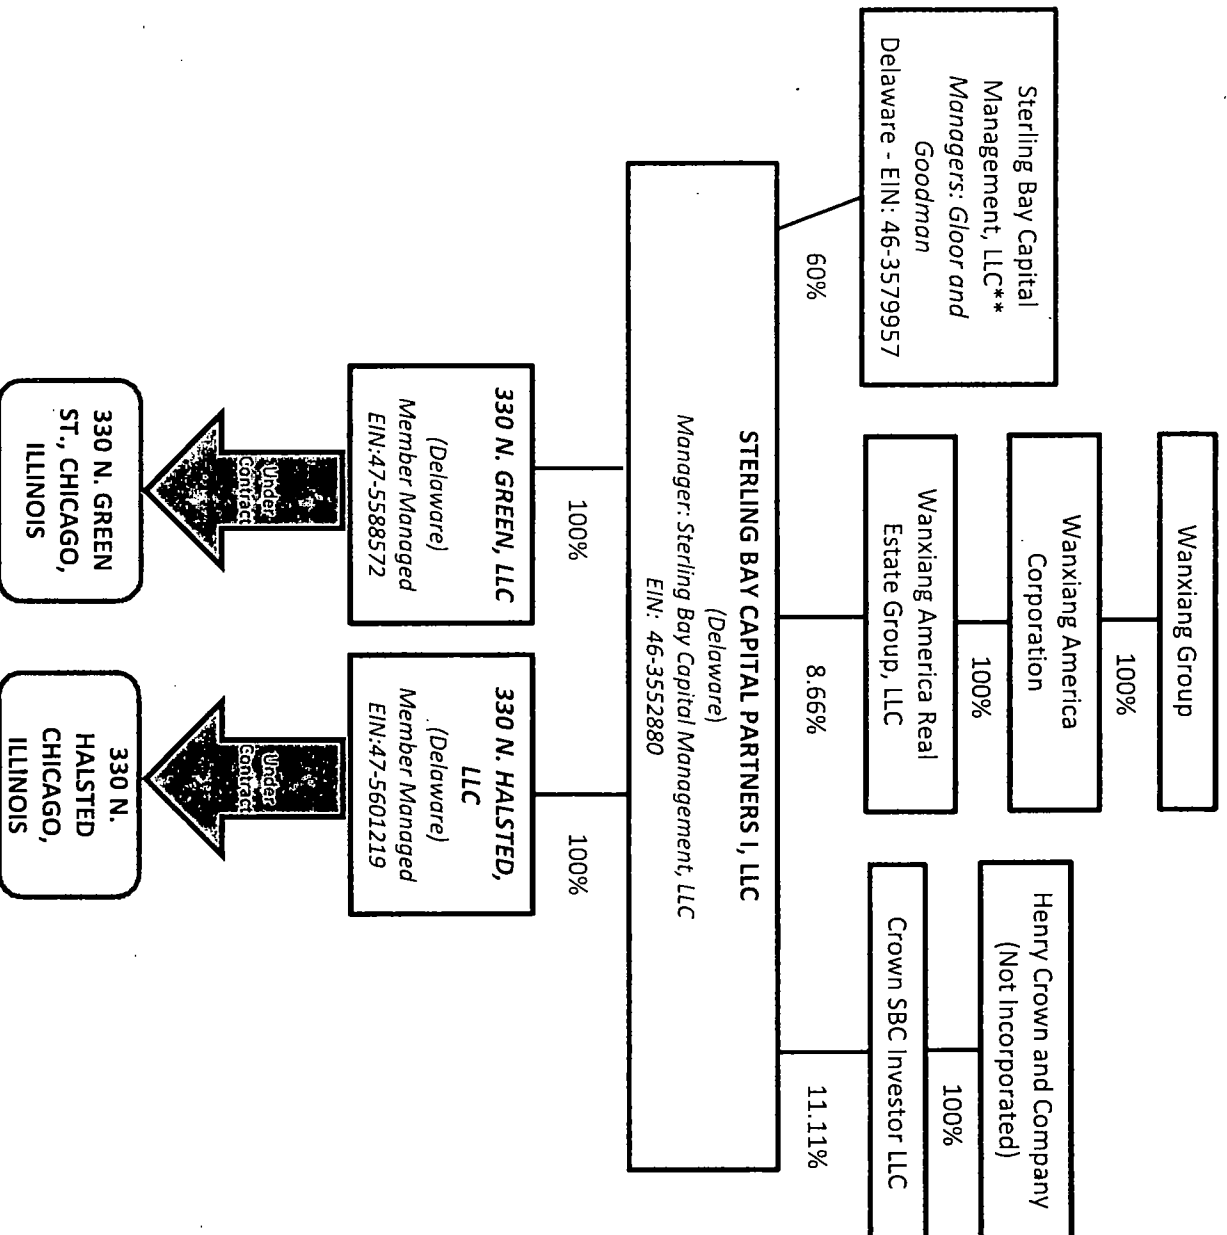 Wanxiang Group
100%
Wanxiang America
Corporation
100%
Wanxiang America Real
Estate Group, LLC
8.66%
Henry Crown and Company
(Not Incorporated)
100%
Crown SBC Investor LLC
11.11%
Sterling Bay Capital
Management, LLC**
Managers: Gloor and
Goodman
Delaware - EIN: 46-3579957
60%
STERLING BAY CAPITAL PARTNERS I, LLC
(Delaware)
Manager: Sterling Bay Capital Management, LLC
EIN: 46-3552880
100%
330 N. GREEN, LLC
(Delaware)
Member Managed
EIN:47-5588572
Under
Contract
330 N. GREEN
ST., CHICAGO,
ILLINOIS
100%
330 N. HALSTED,
LLC
(Delaware)
Member Managed
EIN:47-5601219
Under
Contract
330 N.
HALSTED
CHICAGO,
ILLINOIS